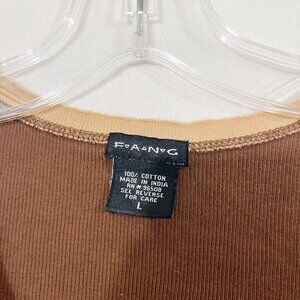 F·A·N·G
100% COTTON
MADE IN INDIA
RN# 96508
SEE REVERSE
FOR CARE
L